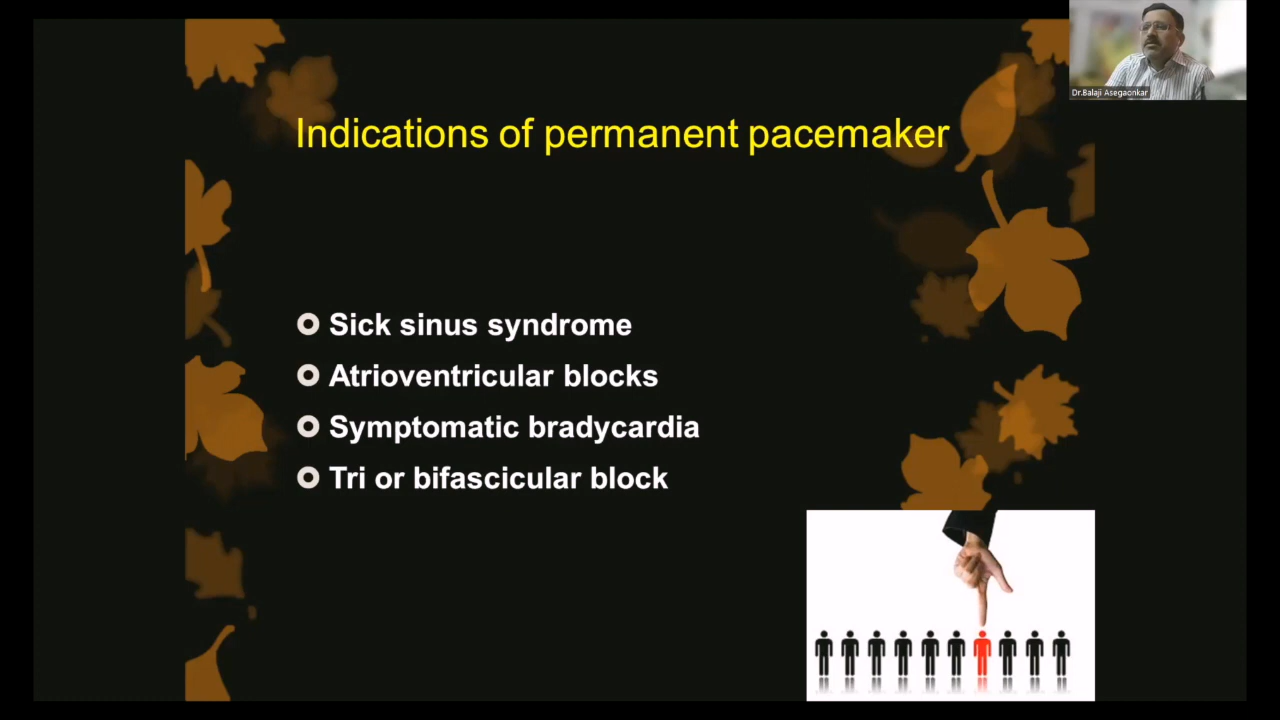 Dr.Balaji Asegaonkar
Indications of permanent pacemaker
Sick sinus syndrome
Atrioventricular blocks
Symptomatic bradycardia
Tri or bifascicular block